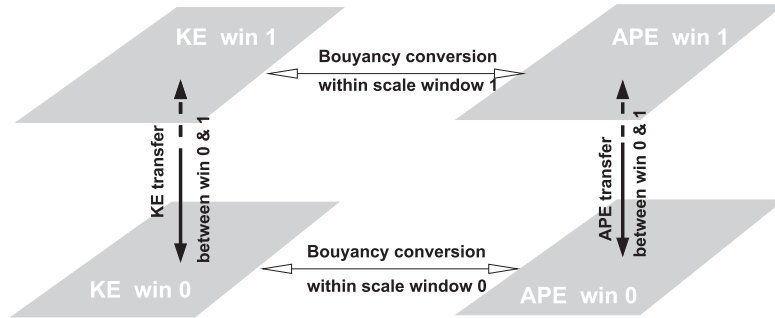 KE win 1
APE win 1
Bouyancy conversion
within scale window 1
KE transfer
between win 0 & 1
APE transfer
between win 0 & 1
Bouyancy conversion
within scale window 0
KE win 0
APE win 0